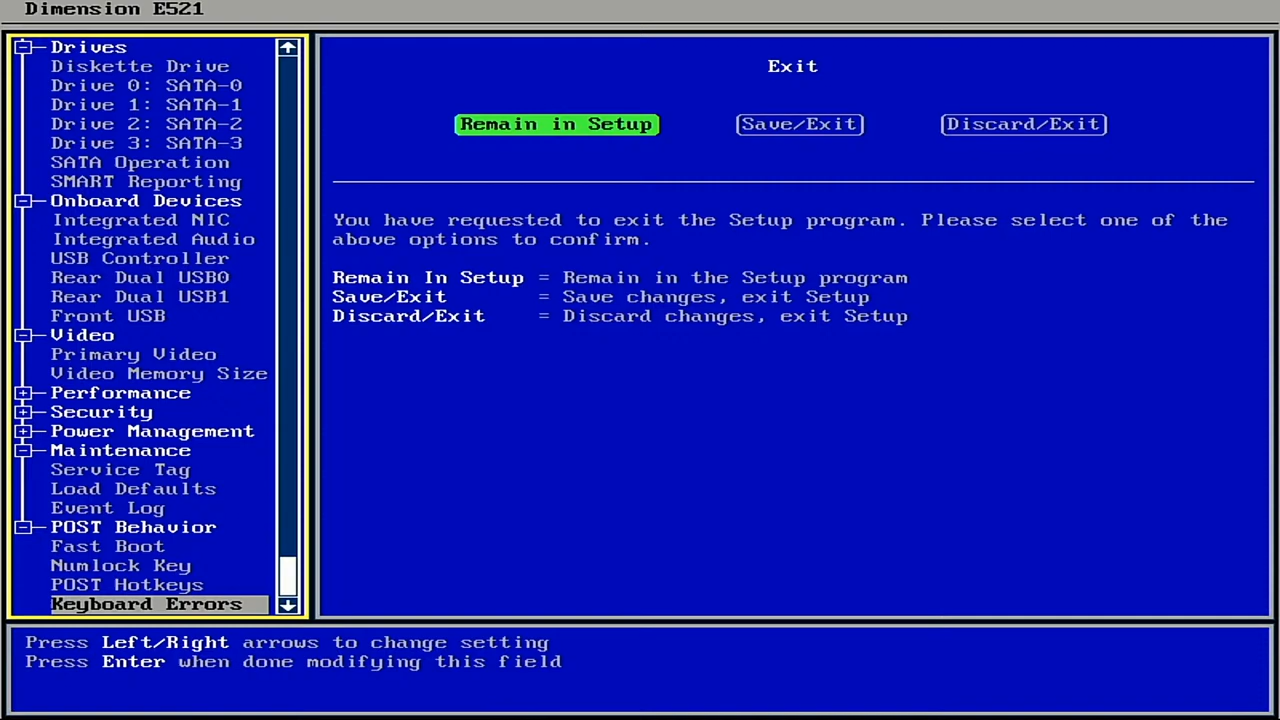 Dimension E521
Drives
Diskette Drive
Drive 0: SATA-0
Drive 1: SATA-1
Drive 2: SATA-2
Drive 3: SATA-3
SATA Operation
SMART Reporting
Onboard Devices
Integrated NIC
Integrated Audio
USB Controller
Rear Dual USB0
Rear Dual USB1
Front USB
Video
Primary Video
Video Memory Size
Performance
Security
Power Management
Maintenance
Service Tag
Load Defaults
Event Log
POST Behavior
Fast Boot
Numlock Key
POST Hotkeys
Keyboard Errors
Exit
Remain in Setup Save/Exit Discard/Exit
You have requested to exit the Setup program. Please select one of the
above options to confirm.
Remain In Setup = Remain in the Setup program
Save/Exit = Save changes, exit Setup
Discard/Exit = Discard changes, exit Setup
Press Left/Right arrows to change setting
Press Enter when done modifying this field